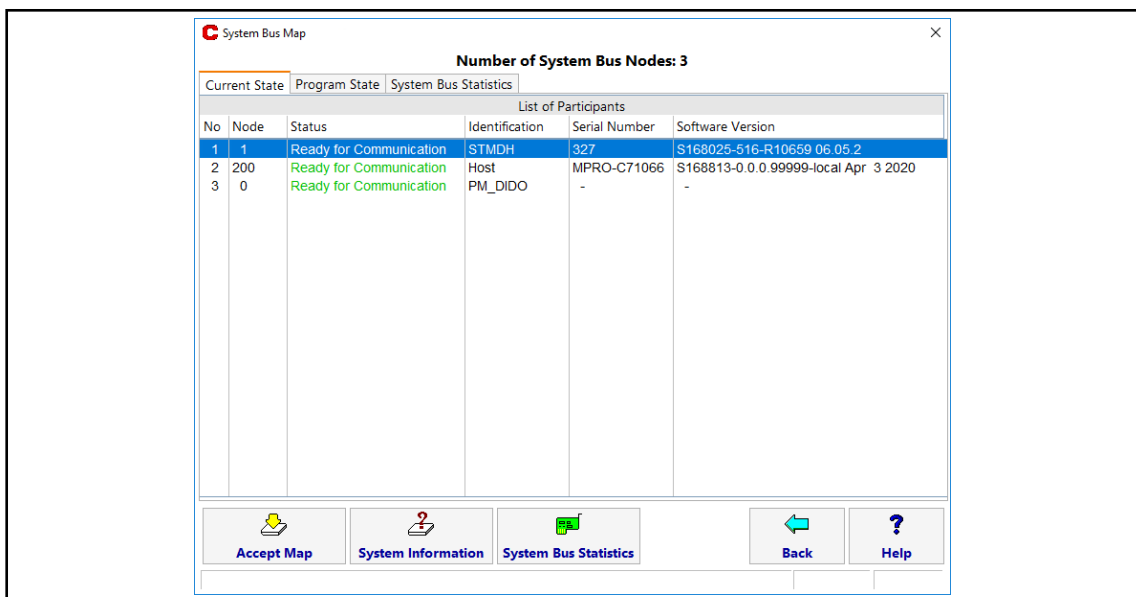 System Bus Map
Number of System Bus Nodes: 3
Current State Program State System Bus Statistics
List of Participants
No Node Status Identification Serial Number Software Version
1 1 Ready for Communication STMDH 327 S168025-516-R10659 06.05.2
2 200 Ready for Communication Host MPRO-C71066 S168813-0.0.0.99999-local Apr 3 2020
3 0 Ready for Communication PM_DIDO - -
Accept Map System Information System Bus Statistics Back Help